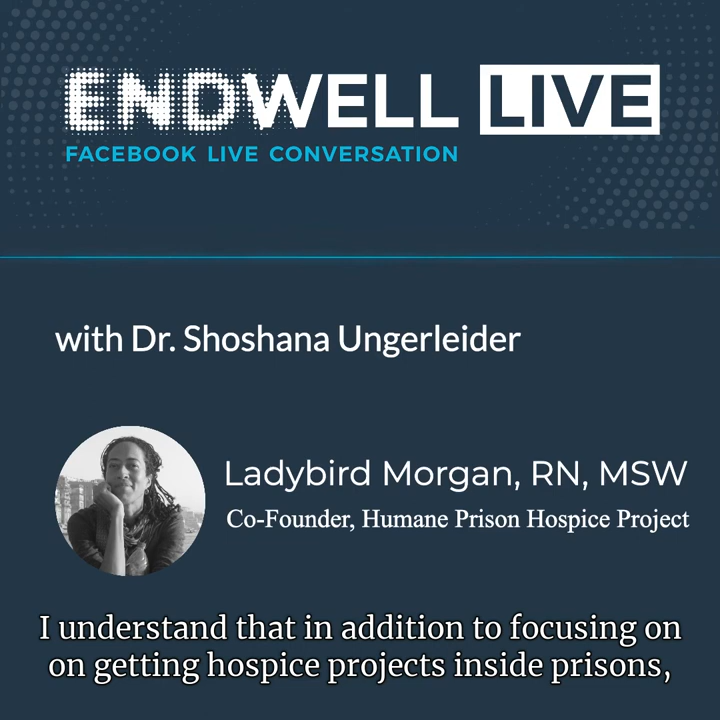 ENDWELL LIVE
FACEBOOK LIVE CONVERSATION
with Dr. Shoshana Ungerleider
Ladybird Morgan, RN, MSW
Co-Founder, Humane Prison Hospice Project
I understand that in addition to focusing on
on getting hospice projects inside prisons,